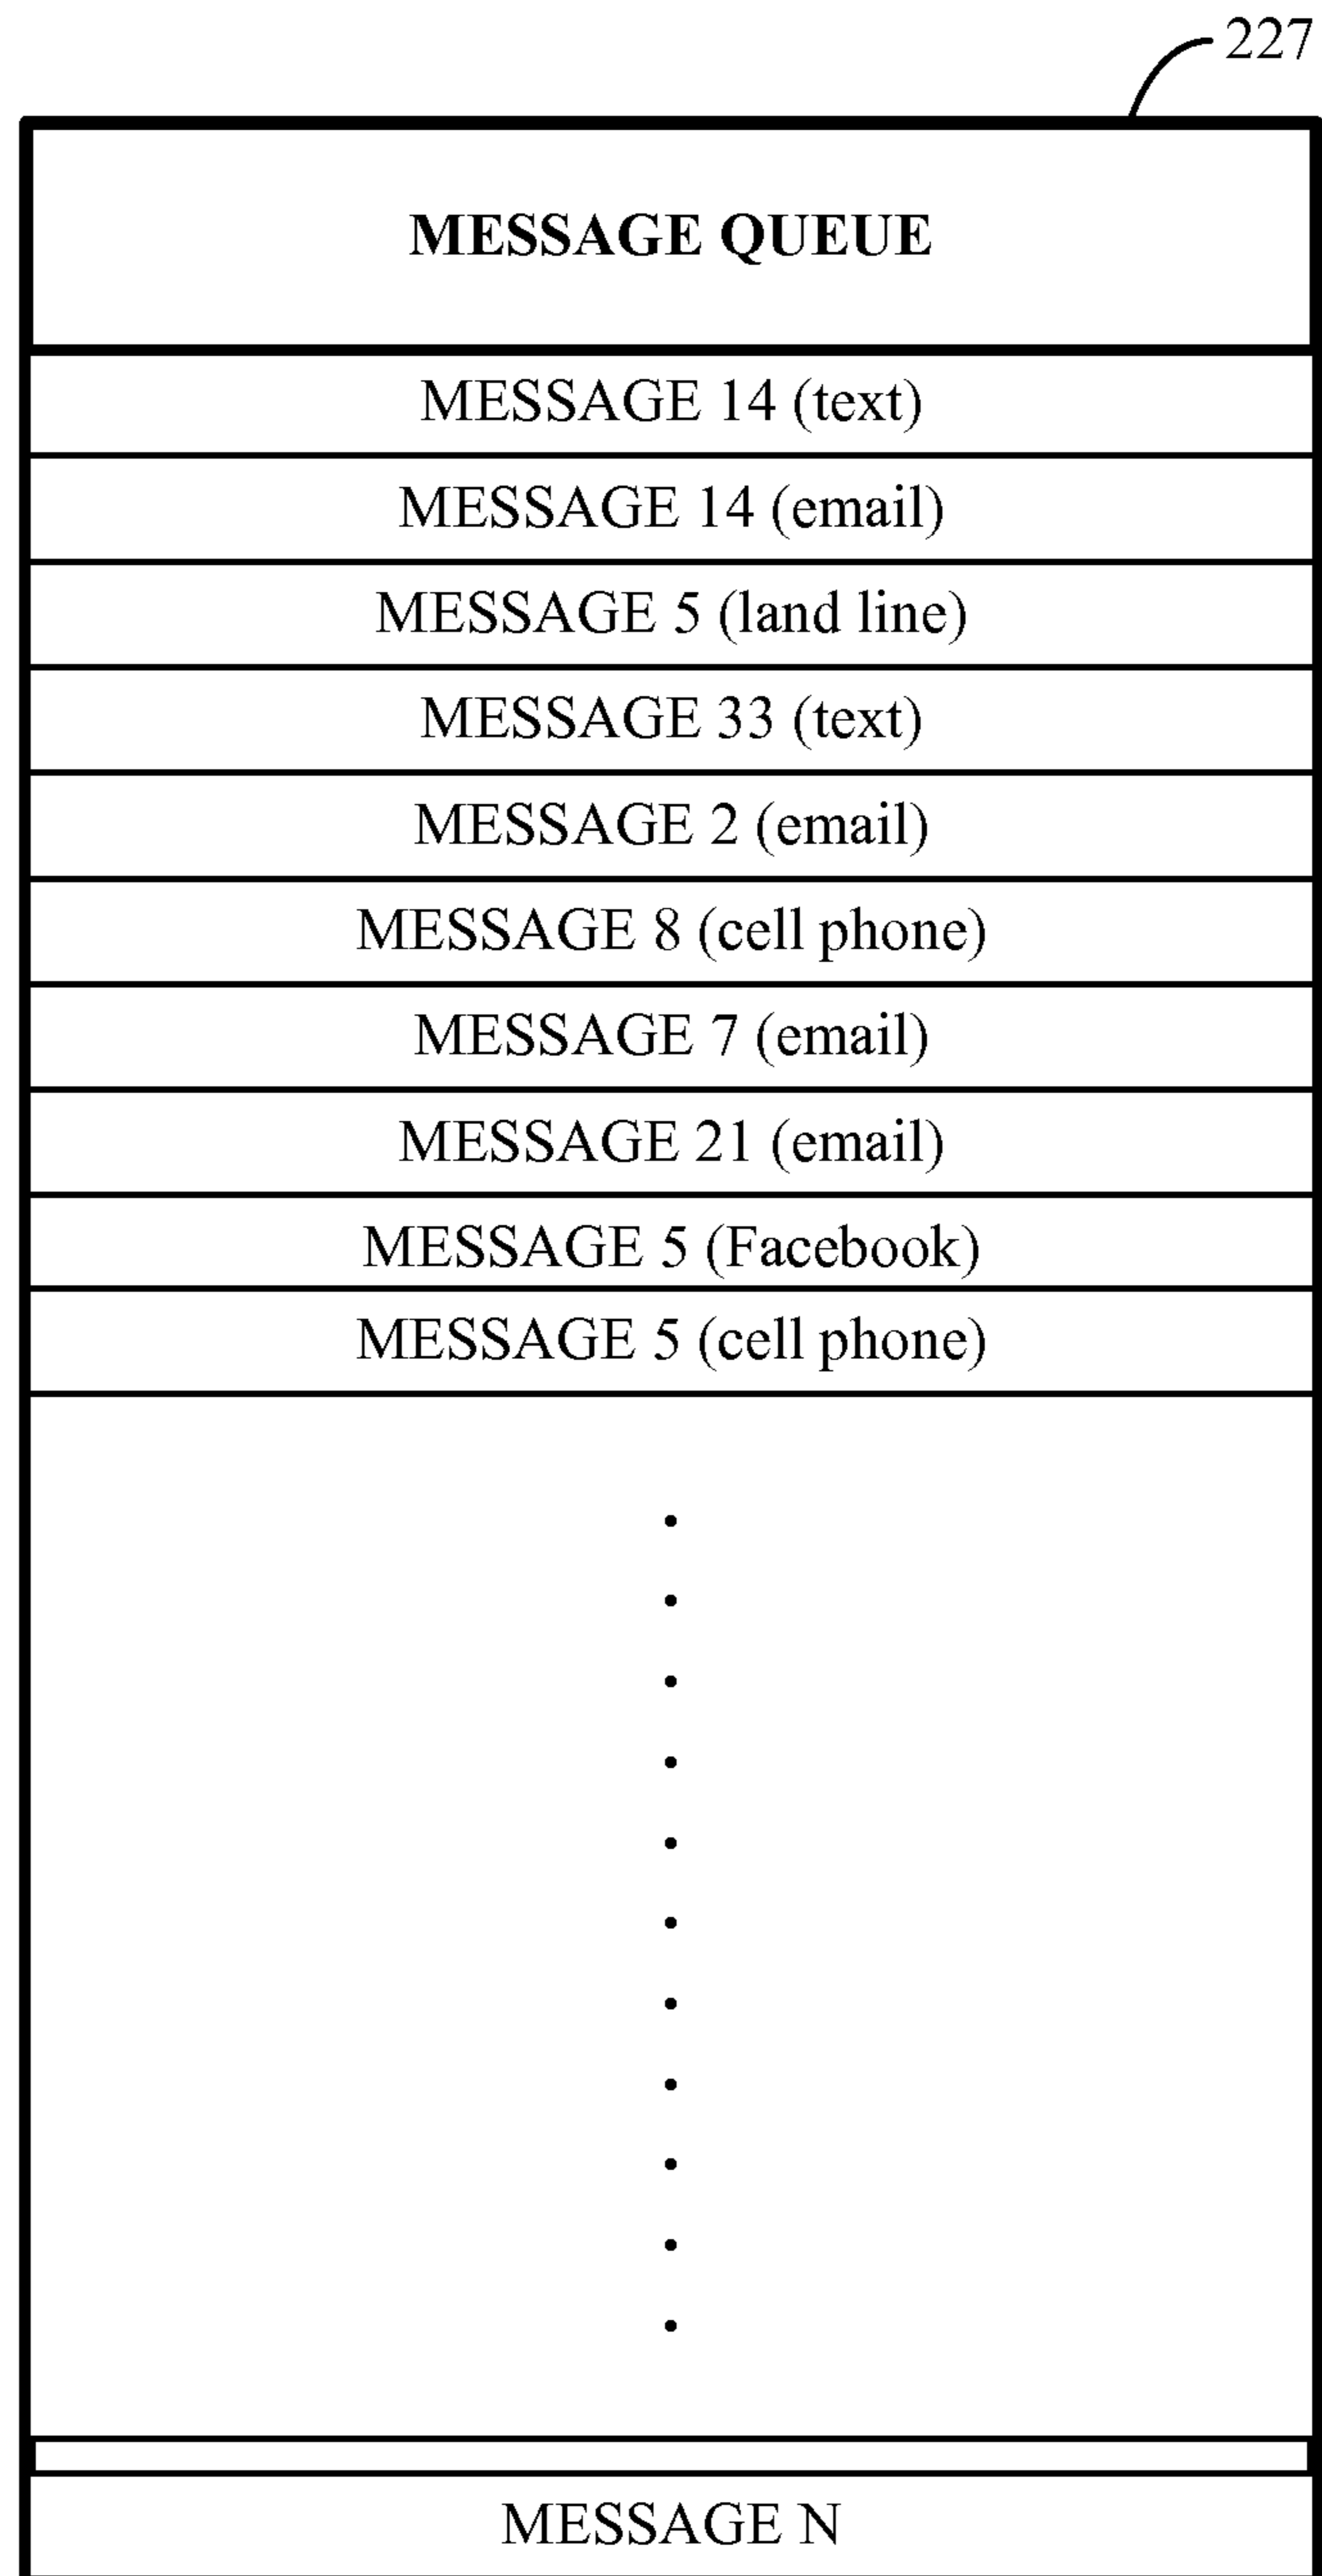 227
MESSAGE QUEUE
MESSAGE 14 (text)
MESSAGE 14 (email)
MESSAGE 5 (land line)
MESSAGE 33 (text)
MESSAGE 2 (email)
MESSAGE 8 (cell phone)
MESSAGE 7 (email)
MESSAGE 21 (email)
MESSAGE 5 (Facebook)
MESSAGE 5 (cell phone)
MESSAGE N